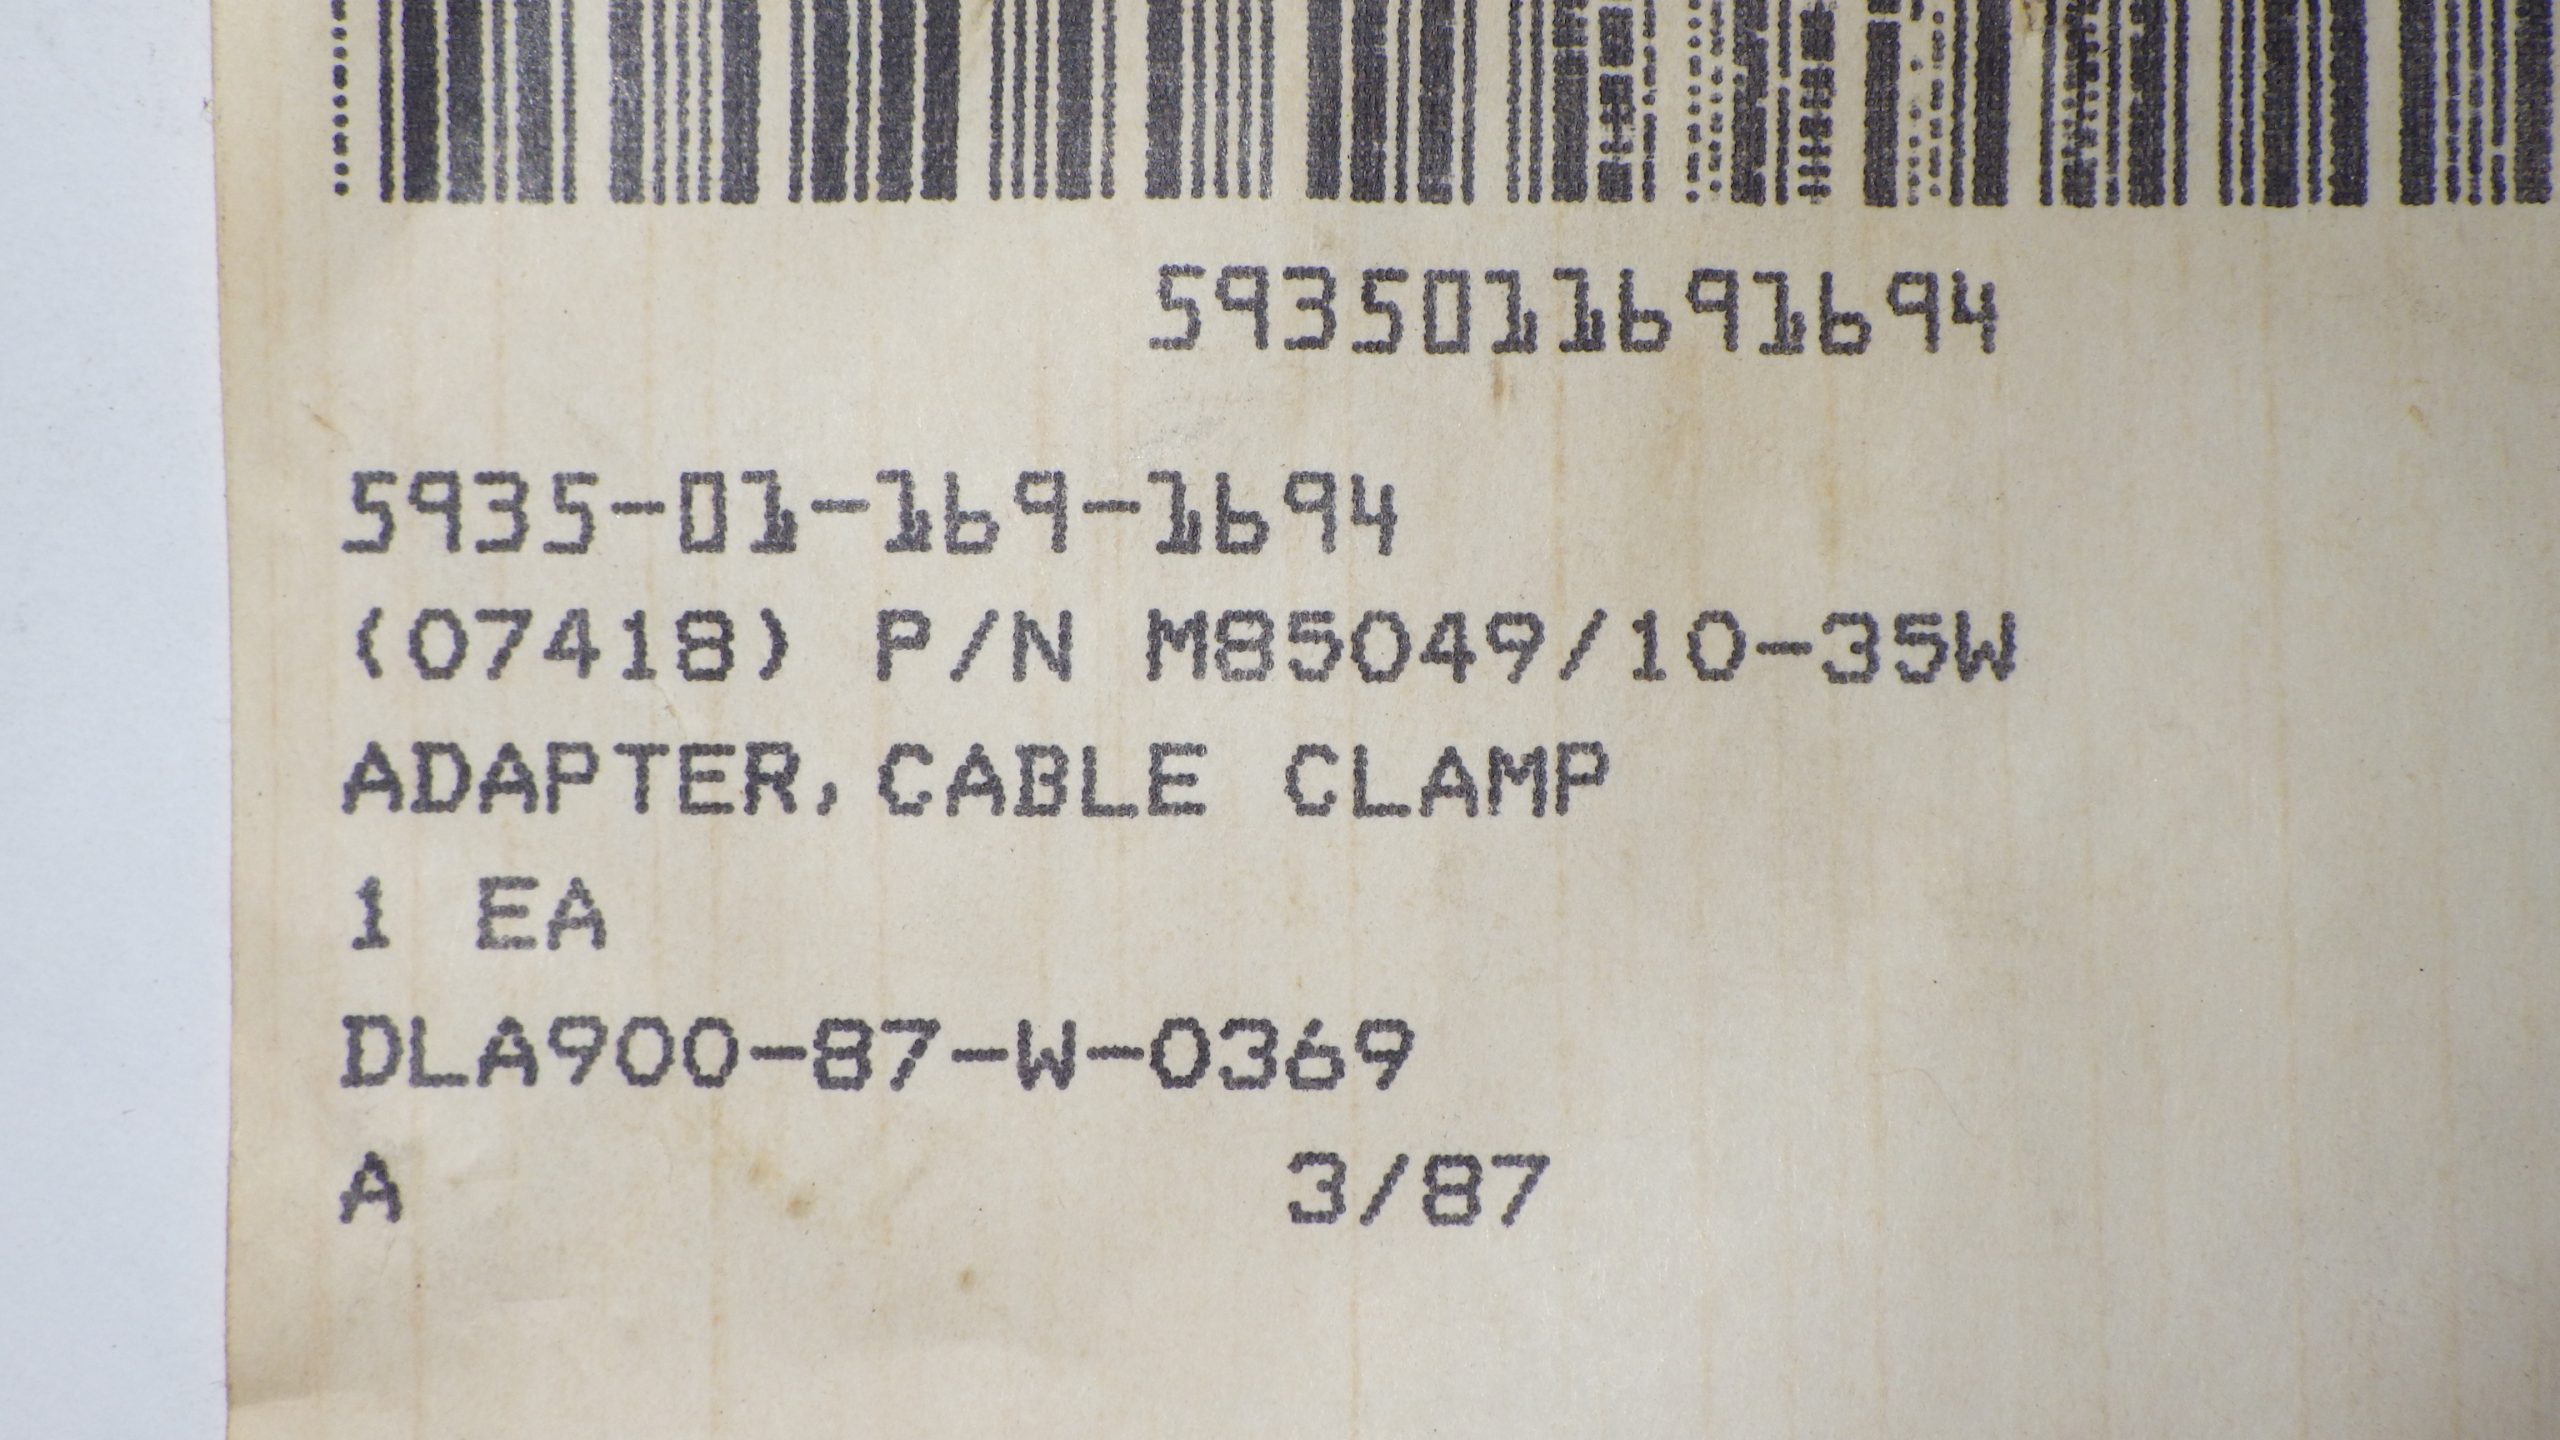 5935011691694
5935-01-169-1694
(07418) P/N M85049/10-35W
ADAPTER, CABLE CLAMP
1 EA
DLA900-87-W-0369
A 3/87